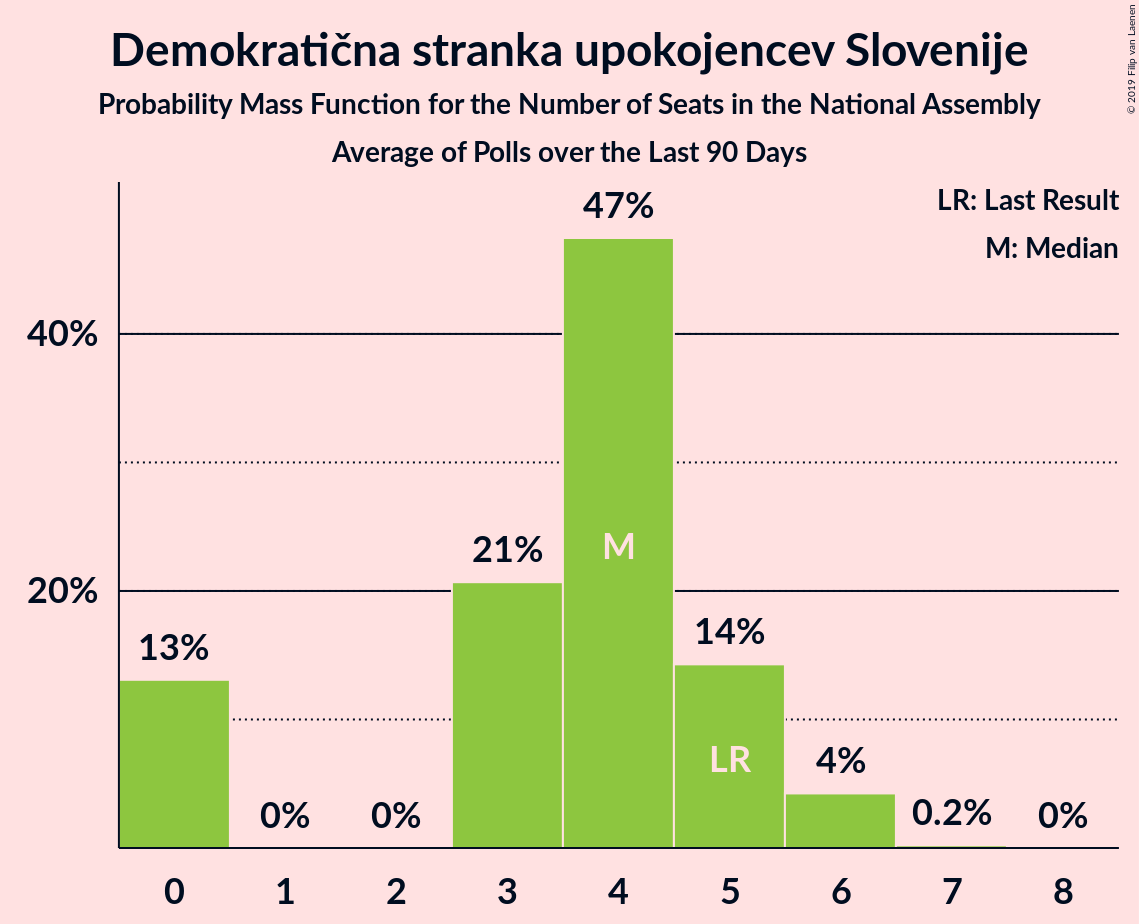 Demokratična stranka upokojencev Slovenije
Probability Mass Function for the Number of Seats in the National Assembly
Average of Polls over the Last 90 Days
© 2019 Filip van Laenen
LR: Last Result
M: Median
47%
40%
21%
M
20%
14%
13%
LR
4%
0%
0%
0.2%
0%
0
1
2
3
4
5
6
7
8